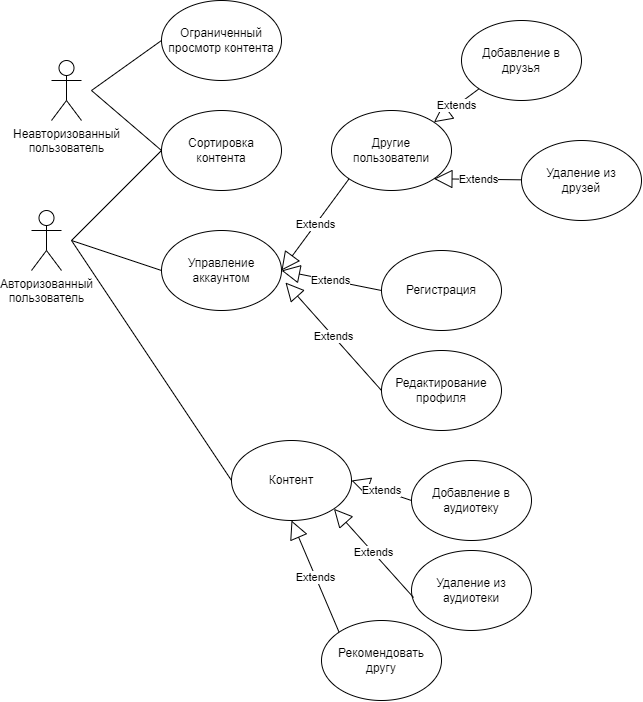 Ограниченный
просмотр контента
Добавление в
друзья
Extends
Неавторизованный
пользователь
Сортировка
контента
Другие
пользователи
Extends
Удаление из
друзей
Extends
Авторизованный
пользователь
Управление
аккаунтом
Extends
Регистрация
Extends
Редактирование
профиля
Контент
Extends
Добавление в
аудиотеку
Extends
Удаление из
аудиотеки
Extends
Рекомендовать
другу